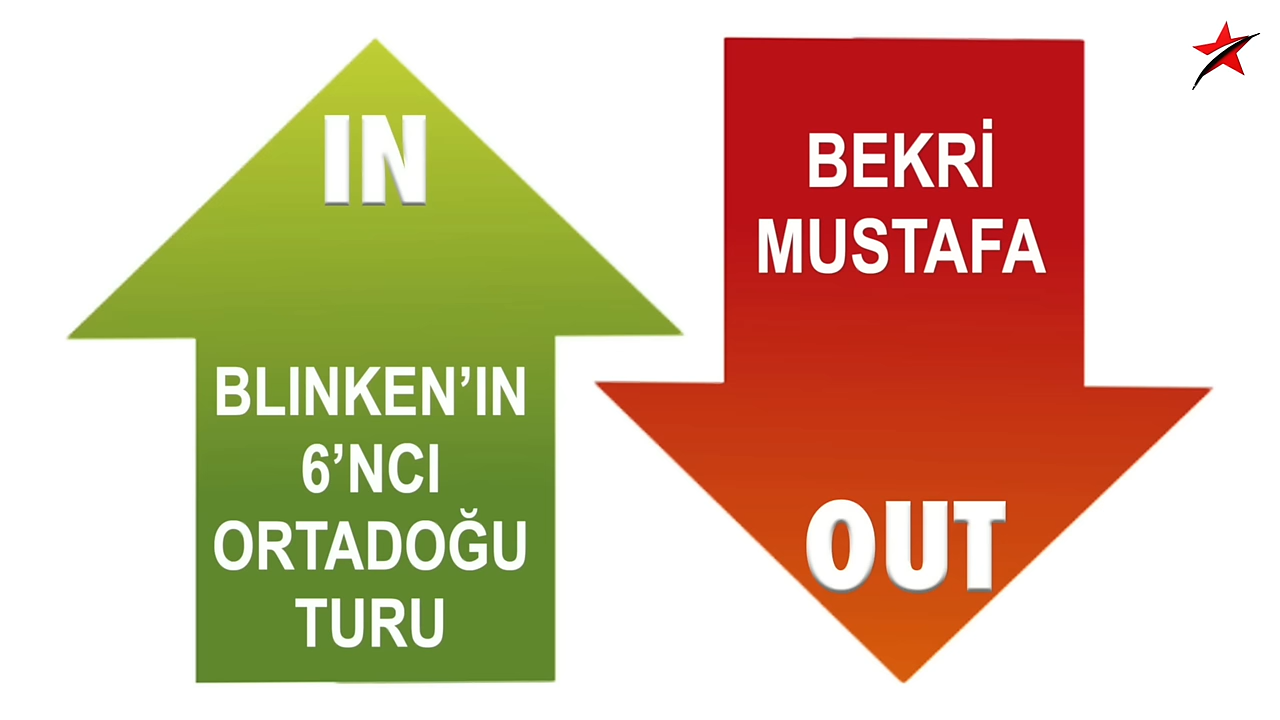 IN
BLINKEN’IN
6’NCI
ORTADOĞU
TURU
BEKRİ
MUSTAFA
OUT